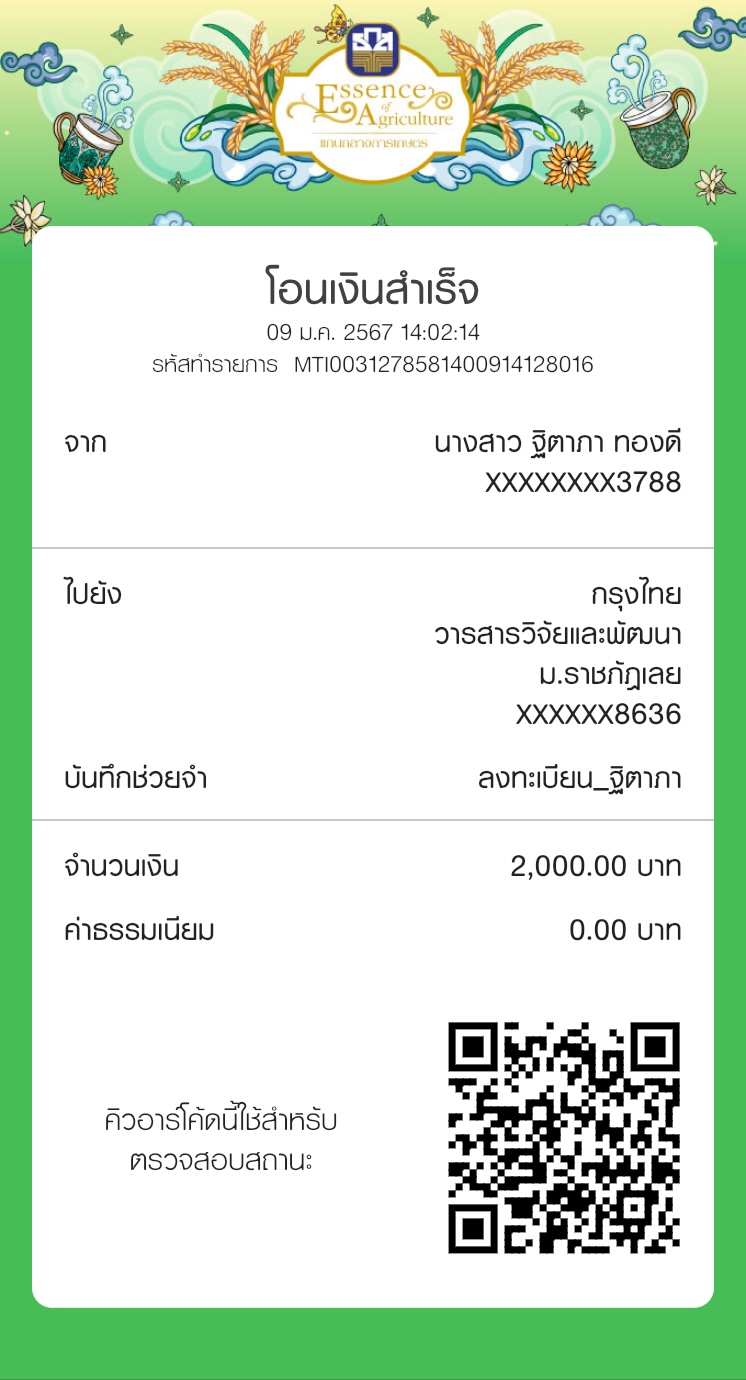 Essence
of
Agriculture
แก่นกลางการเกษตร
โอนเงินสำเร็จ
09 ม.ค. 2567 14:02:14
รหัสทำรายการ MTI0031278581400914128016
จาก นางสาว ฐิตาภา ทองดี
XXXXXXXX3788
ไปยัง กรุงไทย
วารสารวิจัยและพัฒนา
ม.ราชภัฏเลย
XXXXXX8636
บันทึกช่วยจำ ลงทะเบียน_ฐิตาภา
จำนวนเงิน 2,000.00 บาท
ค่าธรรมเนียม 0.00 บาท
คิวอาร์โค้ดนี้ใช้สำหรับ
ตรวจสอบสถานะ